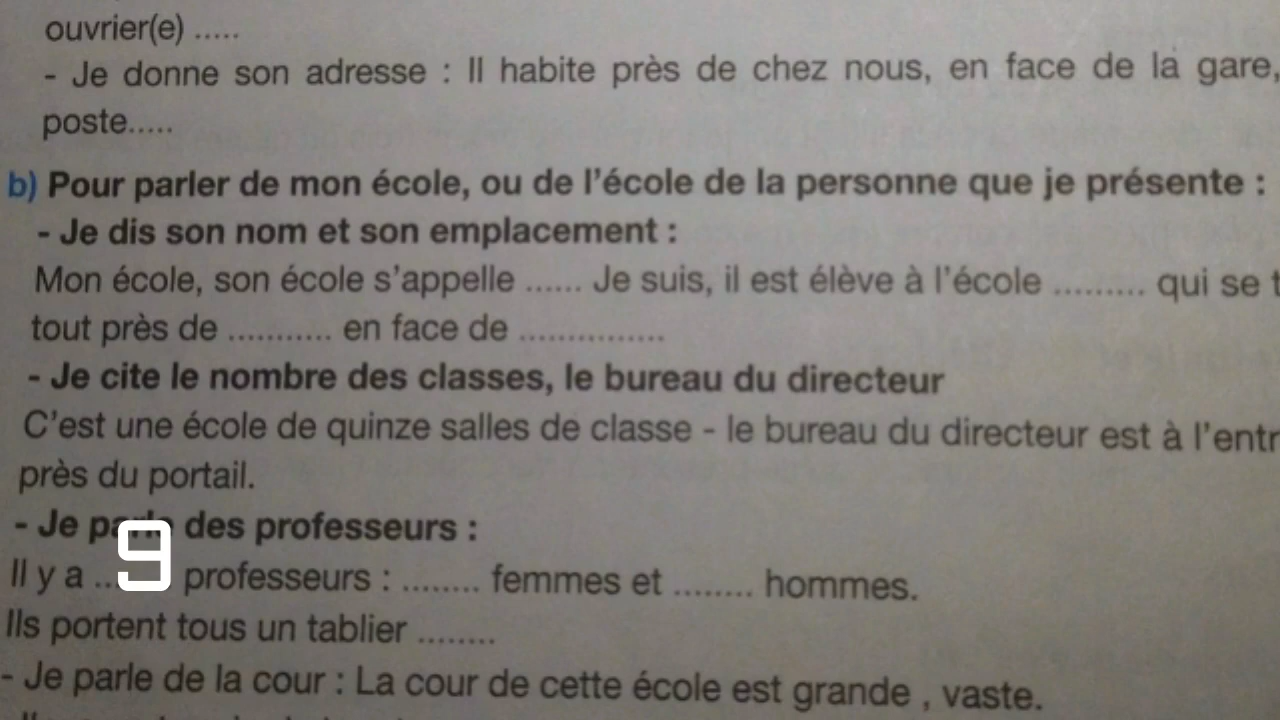 ouvrier(e) .....
- Je donne son adresse : Il habite près de chez nous, en face de la gare,
poste.....
b) Pour parler de mon école, ou de l'école de la personne que je présente :
- Je dis son nom et son emplacement :
Mon école, son école s'appelle ...... Je suis, il est élève à l'école ......... qui se t
tout près de ........... en face de ...............
- Je cite le nombre des classes, le bureau du directeur
C'est une école de quinze salles de classe - le bureau du directeur est à l'entr
près du portail.
- Je parle des professeurs :
Il y a .. 9 professeurs : ........ femmes et ........ hommes.
Ils portent tous un tablier ........
- Je parle de la cour : La cour de cette école est grande , vaste.